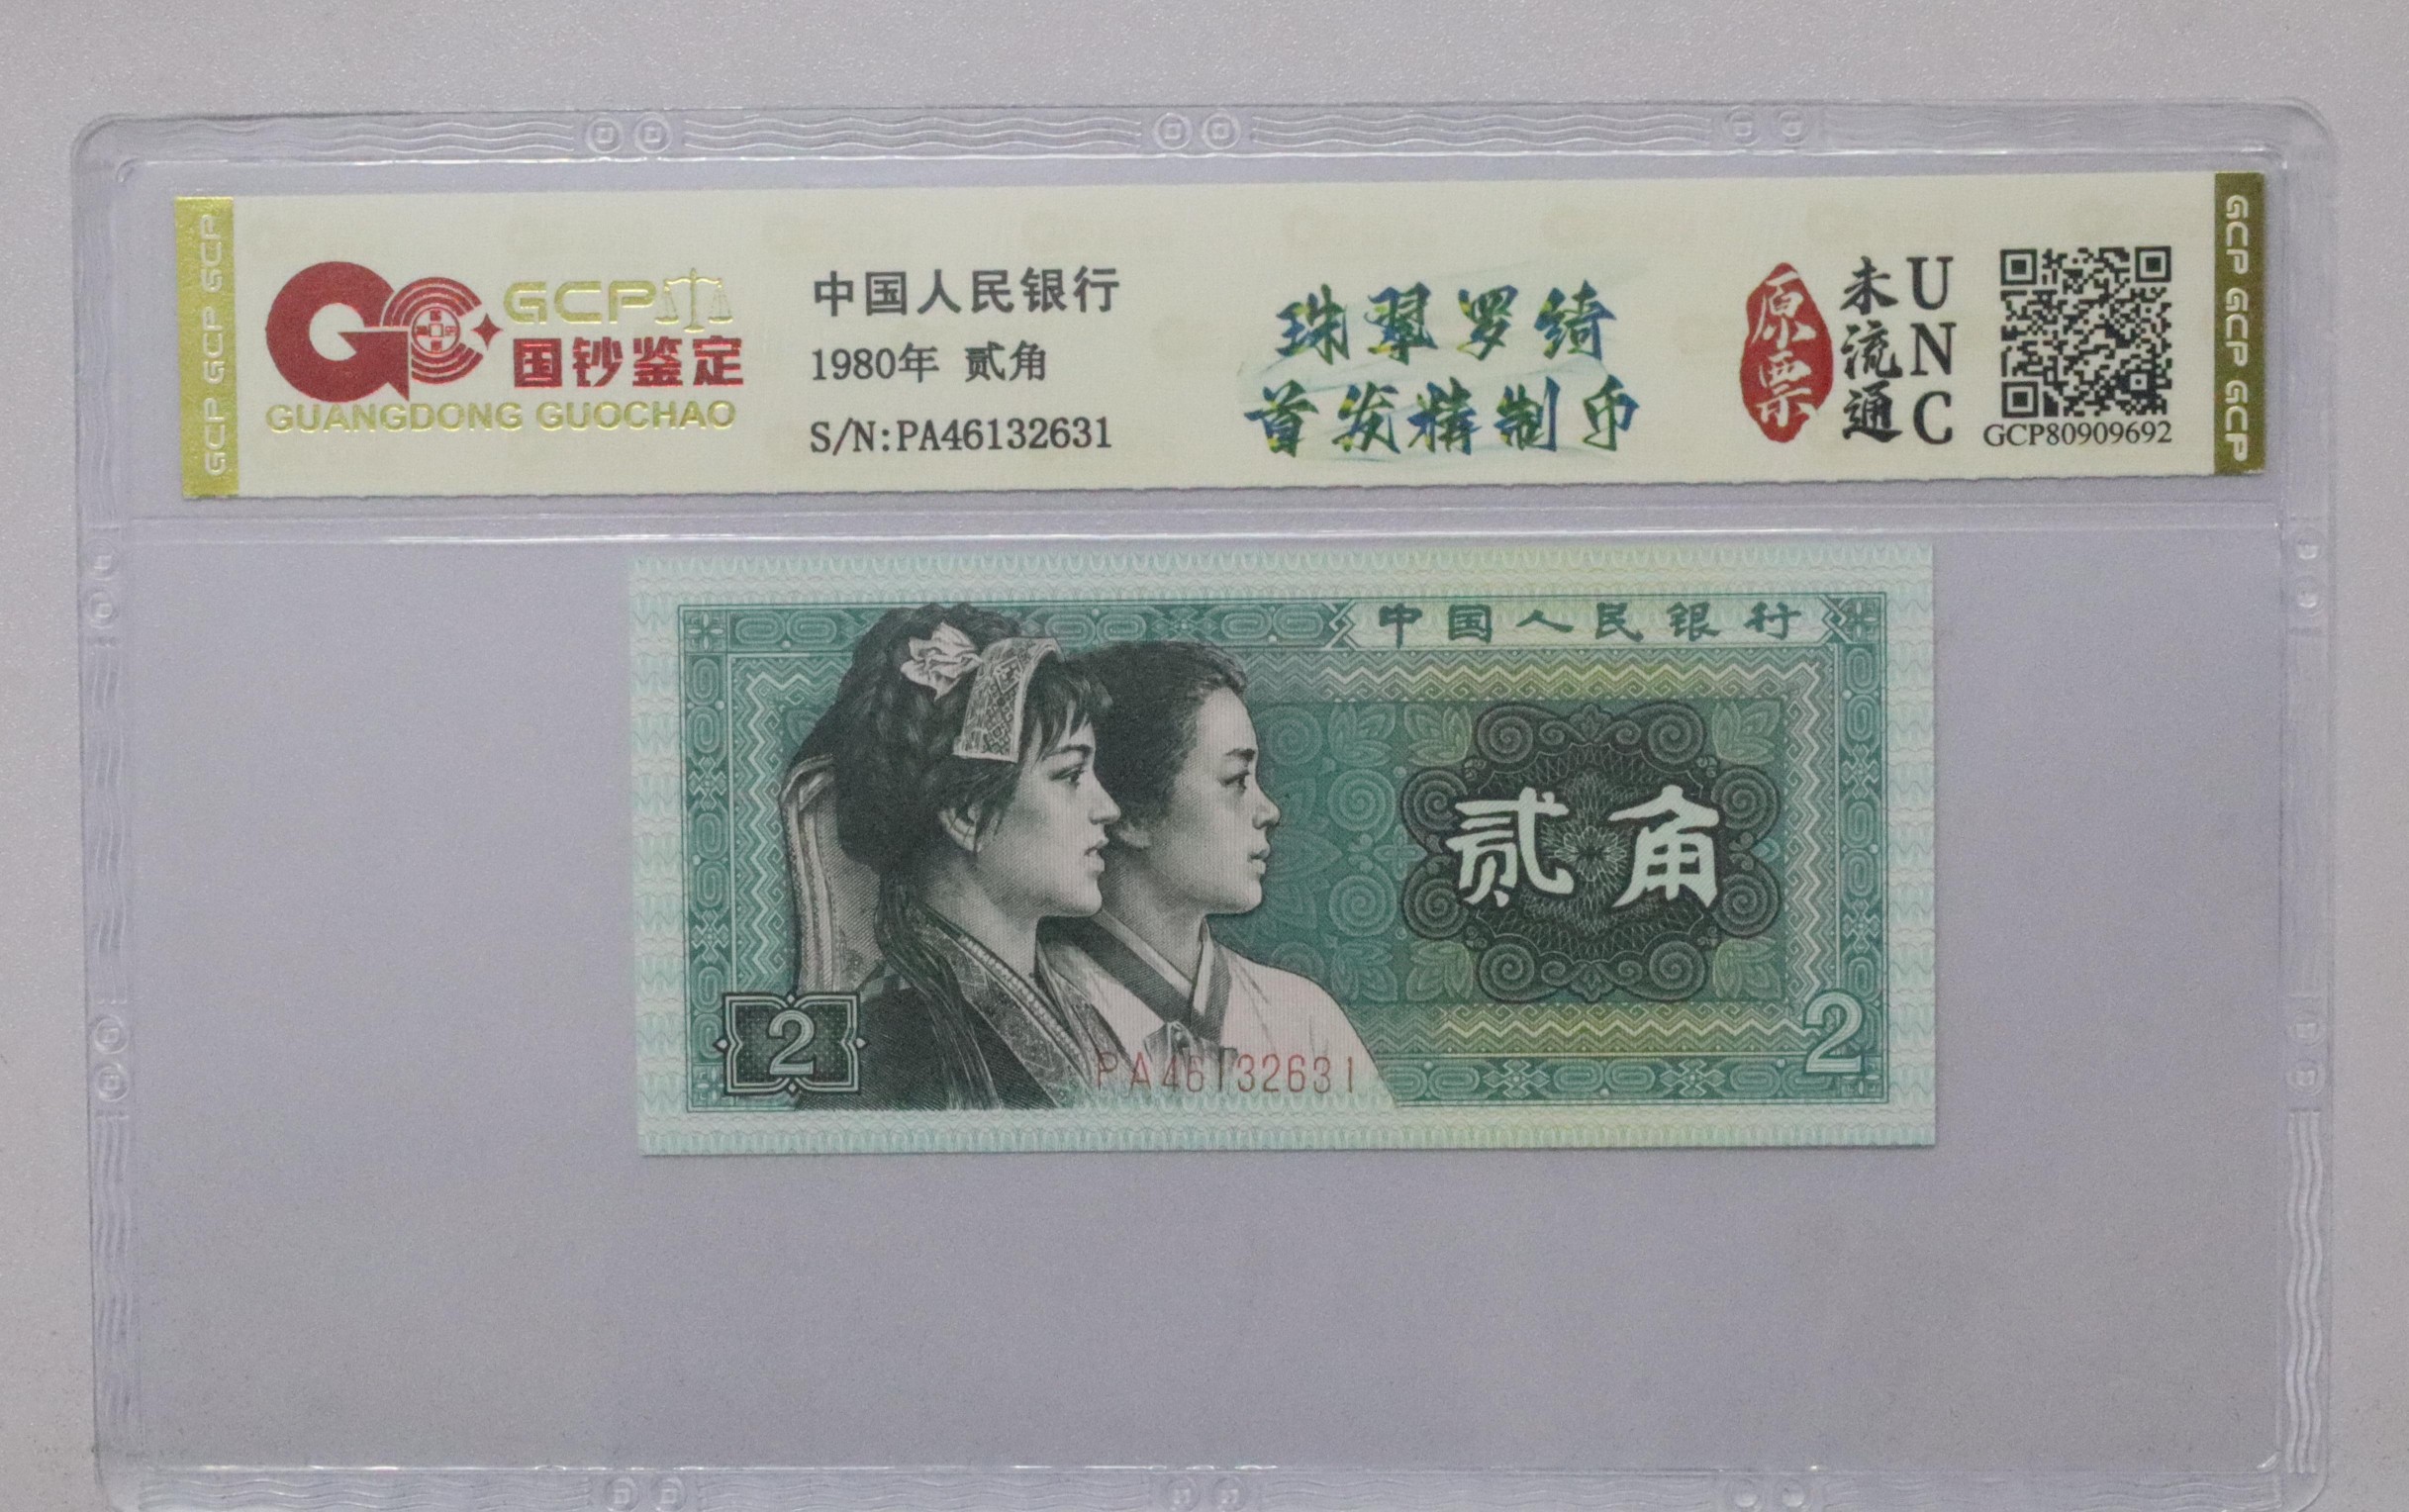 GCP GCP GCP
GCP
国钞鉴定
GUANGDONG GUOCHAO
中国人民银行
1980年 贰角
S/N:PA46132631
珠翠罗绮
首发精制币
原票
未流通
UNC
GCP80909692
GCP GCP GCP
中国人民银行
贰角
2
2
PA46132631